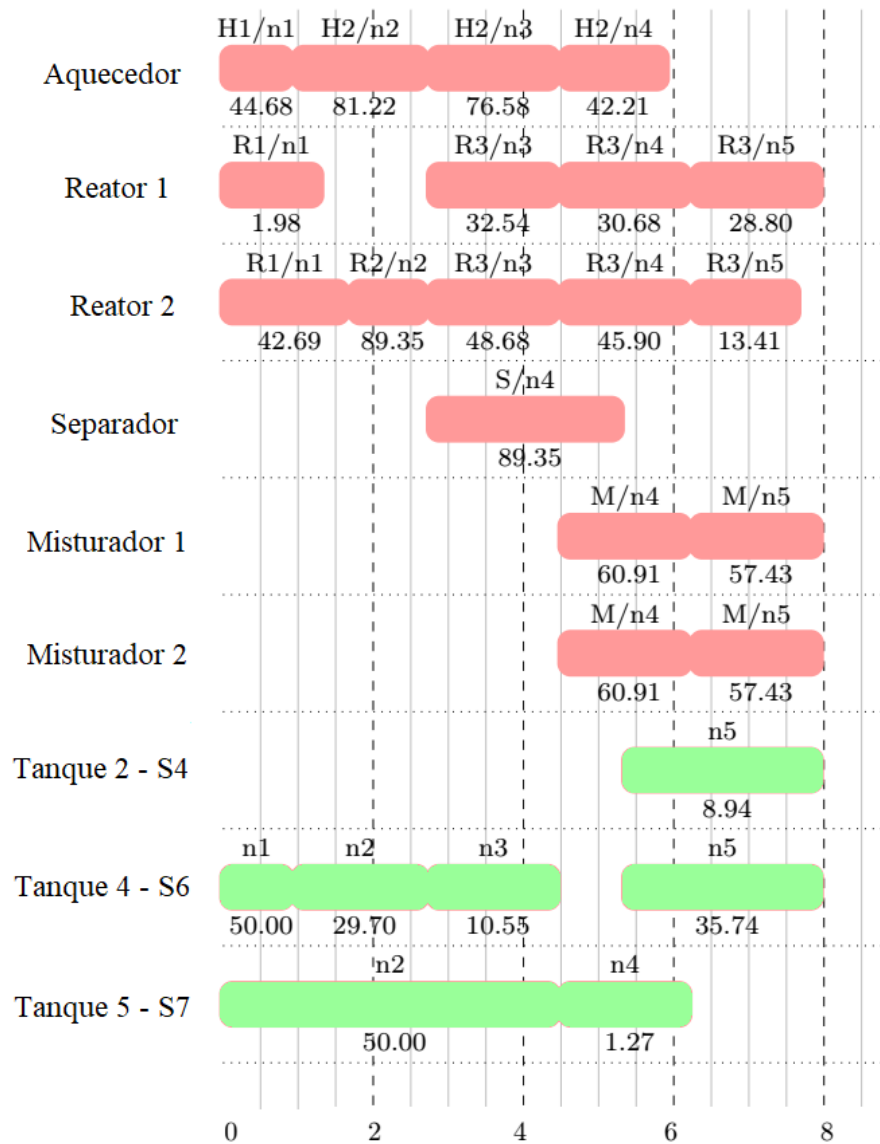 H1/n1 H2/n2 H2/n3 H2/n4
Aquecedor
44.68 81.22 76.58 42.21
R1/n1 R3/n3 R3/n4 R3/n5
Reator 1
1.98 32.54 30.68 28.80
R1/n1 R2/n2 R3/n3 R3/n4 R3/n5
Reator 2
42.69 89.35 48.68 45.90 13.41
S/n4
Separador
89.35
M/n4 M/n5
Misturador 1
60.91 57.43
M/n4 M/n5
Misturador 2
60.91 57.43
n5
Tanque 2 - S4
8.94
n1 n2 n3 n5
Tanque 4 - S6
50.00 29.70 10.55 35.74
n2 n4
Tanque 5 - S7
50.00 1.27
0 2 4 6 8